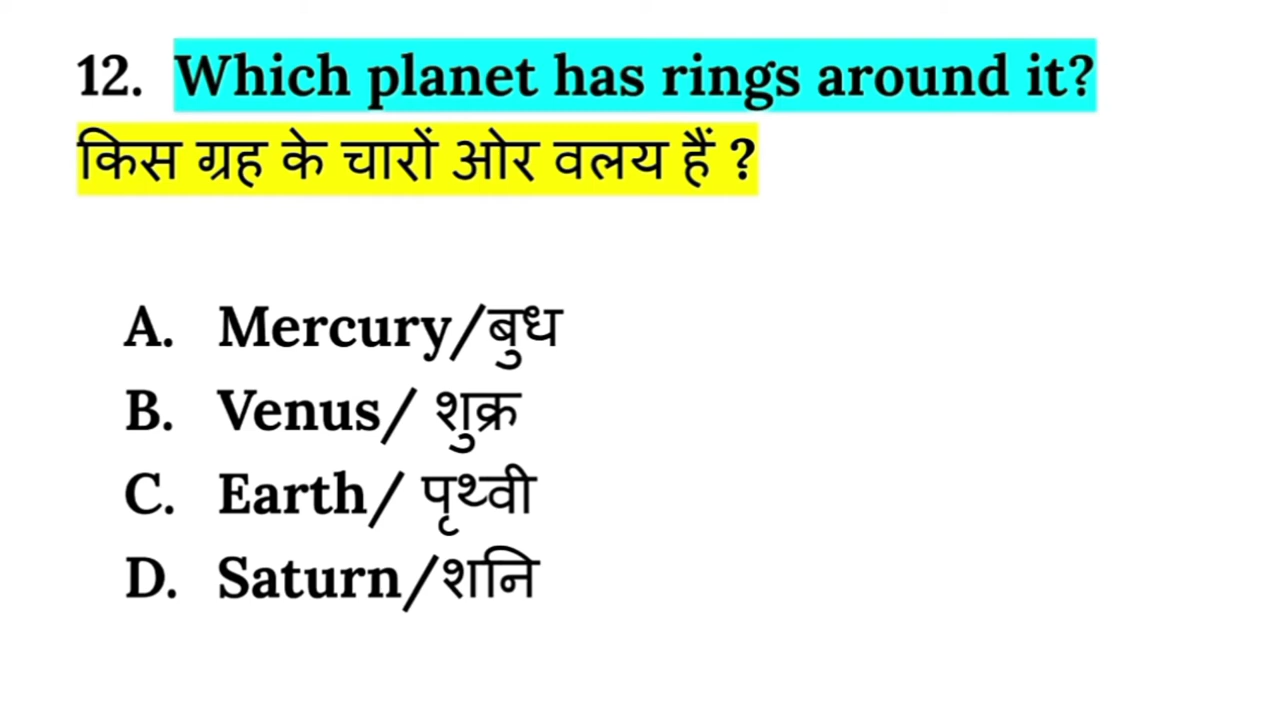 12. Which planet has rings around it?
किस ग्रह के चारों ओर वलय हैं ?
A. Mercury/बुध
B. Venus/ शुक्र
C. Earth/ पृथ्वी
D. Saturn/शनि